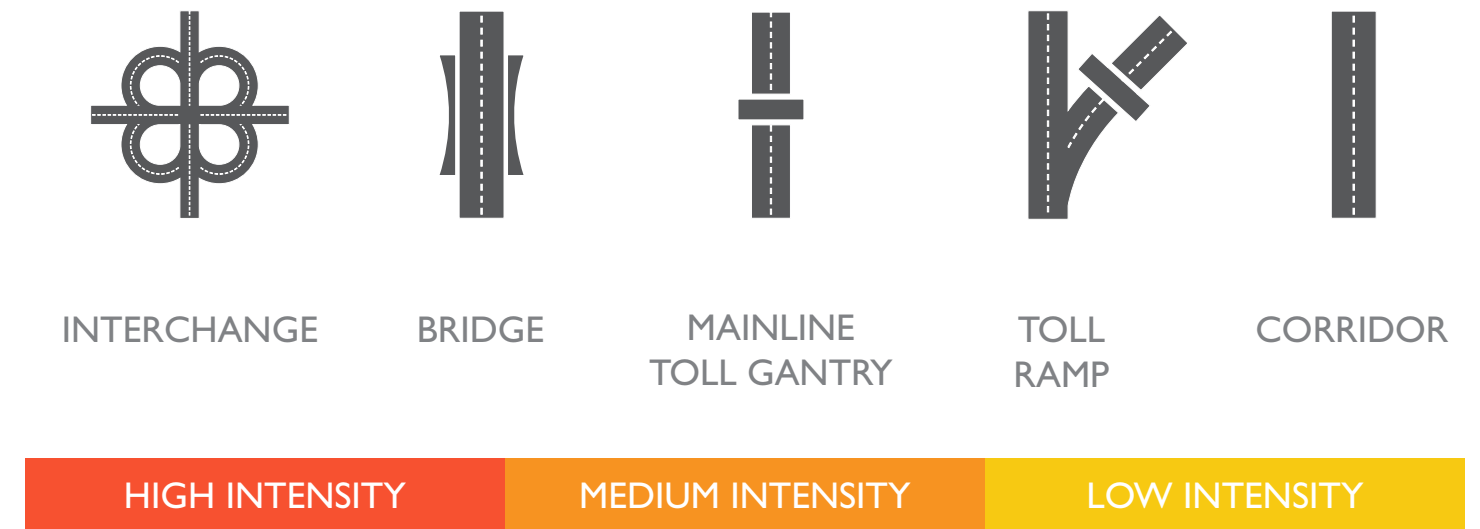 INTERCHANGE
BRIDGE
MAINLINE
TOLL GANTRY
TOLL
RAMP
CORRIDOR
HIGH INTENSITY
MEDIUM INTENSITY
LOW INTENSITY